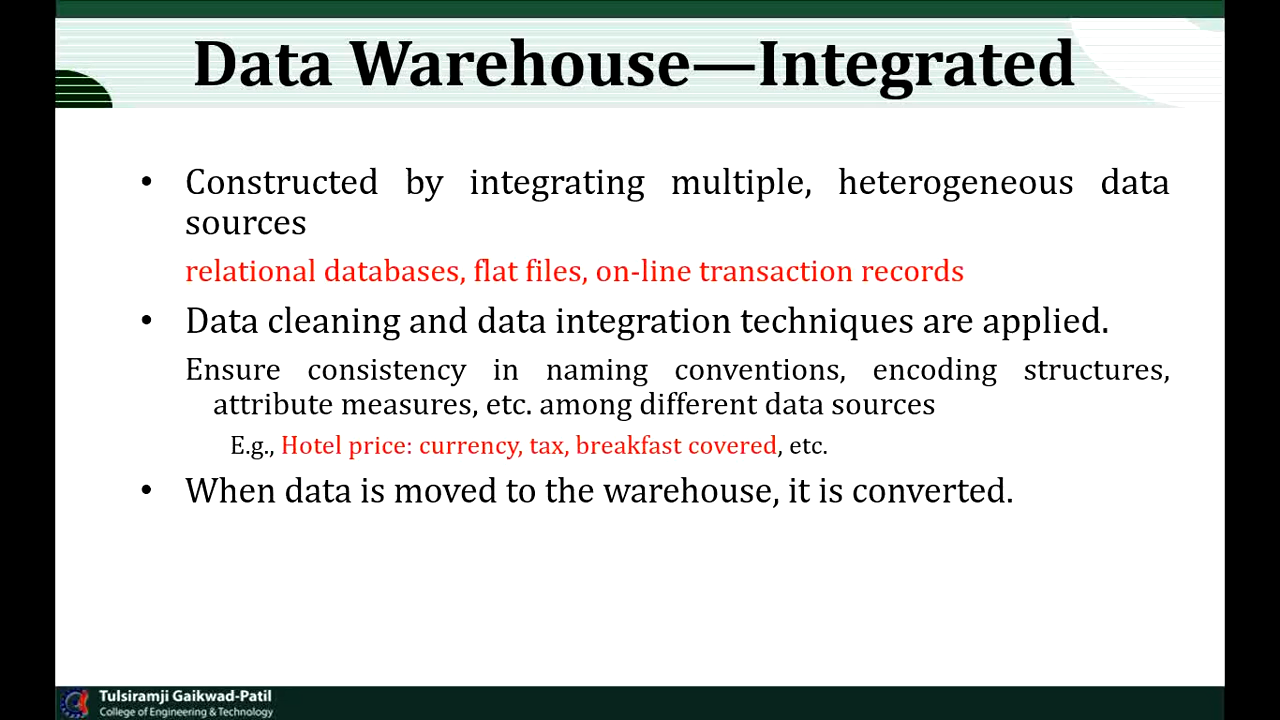 Data Warehouse—Integrated
• Constructed by integrating multiple, heterogeneous data
sources
relational databases, flat files, on-line transaction records
• Data cleaning and data integration techniques are applied.
Ensure consistency in naming conventions, encoding structures,
attribute measures, etc. among different data sources
E.g., Hotel price: currency, tax, breakfast covered, etc.
• When data is moved to the warehouse, it is converted.
Tulsiramji Gaikwad-Patil
College of Engineering & Technology